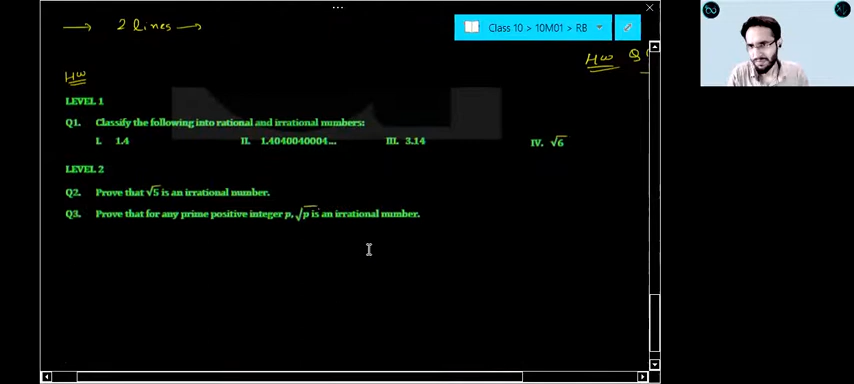 → 2 lines →
Class 10 > 10M01 > RB
HW Q
HW
LEVEL 1
Q1. Classify the following into rational and irrational numbers:
I. 1.4 II. 1.4040040004... III. 3.14 IV. √6
LEVEL 2
Q2. Prove that √5 is an irrational number.
Q3. Prove that for any prime positive integer p, √p is an irrational number.